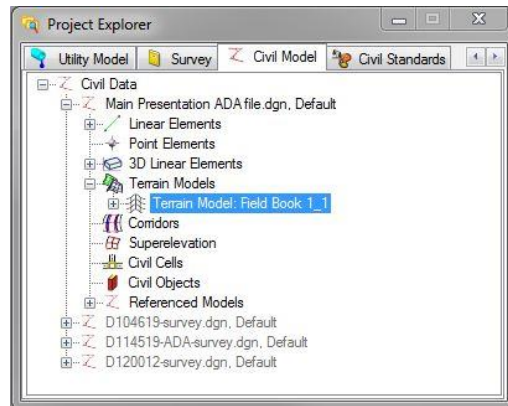 Project Explorer
Utility Model Survey Civil Model Civil Standards
Civil Data
Main Presentation ADA file.dgn, Default
Linear Elements
Point Elements
3D Linear Elements
Terrain Models
Terrain Model: Field Book 1_1
Corridors
Superelevation
Civil Cells
Civil Objects
Referenced Models
D104619-survey.dgn, Default
D114519-ADA-survey.dgn, Default
D120012-survey.dgn, Default